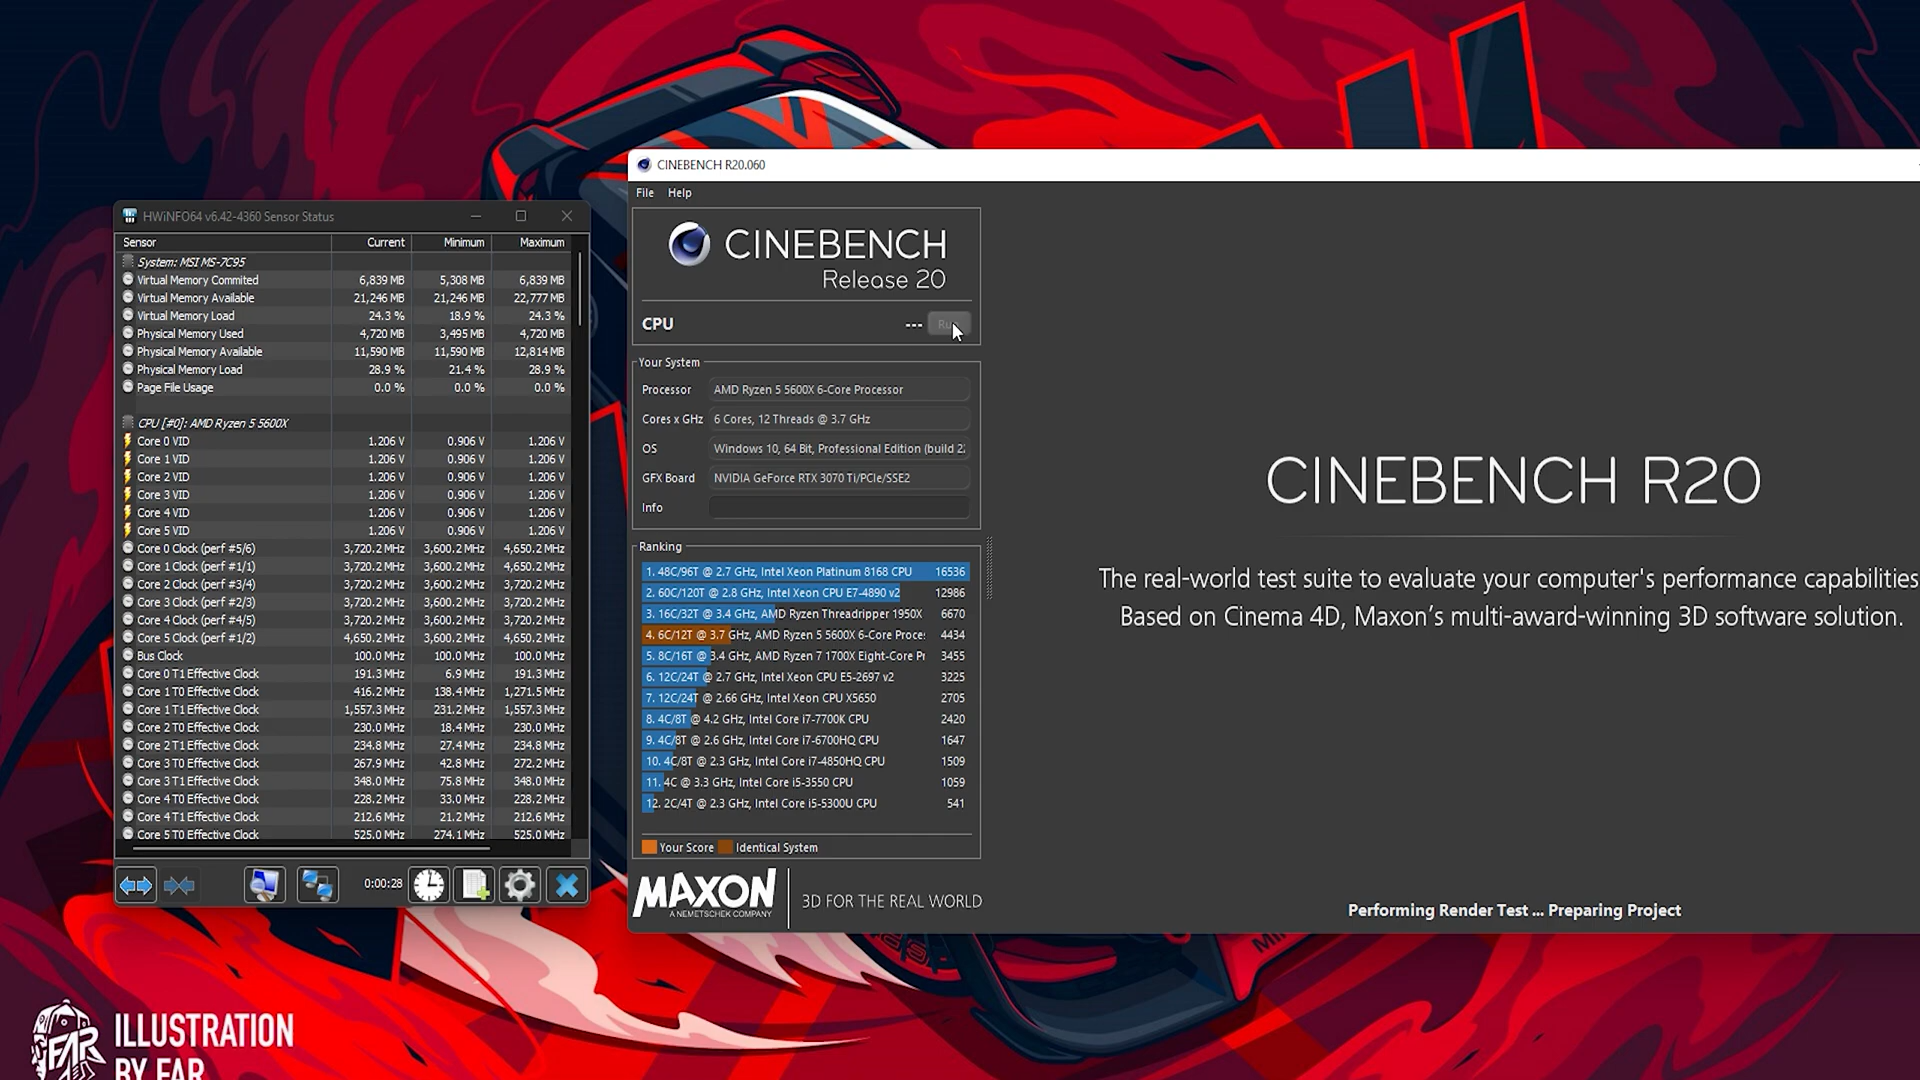 HWiNFO64 v6.42-4360 Sensor Status
Sensor Current Minimum Maximum
System: MSI MS-7C95
Virtual Memory Commited 6,839 MB 5,308 MB 6,839 MB
Virtual Memory Available 21,246 MB 21,246 MB 22,777 MB
Virtual Memory Load 24.3 % 18.9 % 24.3 %
Physical Memory Used 4,720 MB 3,495 MB 4,720 MB
Physical Memory Available 11,590 MB 11,590 MB 12,814 MB
Physical Memory Load 28.9 % 21.4 % 28.9 %
Page File Usage 0.0 % 0.0 % 0.0 %
CPU [#0]: AMD Ryzen 5 5600X
Core 0 VID 1.206 V 0.906 V 1.206 V
Core 1 VID 1.206 V 0.906 V 1.206 V
Core 2 VID 1.206 V 0.906 V 1.206 V
Core 3 VID 1.206 V 0.906 V 1.206 V
Core 4 VID 1.206 V 0.906 V 1.206 V
Core 5 VID 1.206 V 0.906 V 1.206 V
Core 0 Clock (perf #5/6) 3,720.2 MHz 3,600.2 MHz 4,650.2 MHz
Core 1 Clock (perf #1/1) 3,720.2 MHz 3,600.2 MHz 4,650.2 MHz
Core 2 Clock (perf #3/4) 3,720.2 MHz 3,600.2 MHz 3,720.2 MHz
Core 3 Clock (perf #2/3) 3,720.2 MHz 3,600.2 MHz 3,720.2 MHz
Core 4 Clock (perf #4/5) 3,720.2 MHz 3,600.2 MHz 3,720.2 MHz
Core 5 Clock (perf #1/2) 4,650.2 MHz 3,600.2 MHz 4,650.2 MHz
Bus Clock 100.0 MHz 100.0 MHz 100.0 MHz
Core 0 T1 Effective Clock 191.3 MHz 6.9 MHz 191.3 MHz
Core 1 T0 Effective Clock 416.2 MHz 138.4 MHz 1,271.5 MHz
Core 1 T1 Effective Clock 1,557.3 MHz 231.2 MHz 1,557.3 MHz
Core 2 T0 Effective Clock 230.0 MHz 18.4 MHz 230.0 MHz
Core 2 T1 Effective Clock 234.8 MHz 27.4 MHz 234.8 MHz
Core 3 T0 Effective Clock 267.9 MHz 42.8 MHz 272.2 MHz
Core 3 T1 Effective Clock 348.0 MHz 75.8 MHz 348.0 MHz
Core 4 T0 Effective Clock 228.2 MHz 33.0 MHz 228.2 MHz
Core 4 T1 Effective Clock 212.6 MHz 21.2 MHz 212.6 MHz
Core 5 T0 Effective Clock 525.0 MHz 274.1 MHz 525.0 MHz
0:00:28
CINEBENCH R20.060
File Help
CINEBENCH
Release 20
CPU ---
Your System
Processor AMD Ryzen 5 5600X 6-Core Processor
Cores x GHz 6 Cores, 12 Threads @ 3.7 GHz
OS Windows 10, 64 Bit, Professional Edition (build 2
GFX Board NVIDIA GeForce RTX 3070 Ti/PCIe/SSE2
Info
Ranking
1. 48C/96T @ 2.7 GHz, Intel Xeon Platinum 8168 CPU 16536
2. 60C/120T @ 2.8 GHz, Intel Xeon CPU E7-4890 v2 12986
3. 16C/32T @ 3.4 GHz, AMD Ryzen Threadripper 1950X 6670
4. 6C/12T @ 3.7 GHz, AMD Ryzen 5 5600X 6-Core Proce 4434
5. 8C/16T @ 3.4 GHz, AMD Ryzen 7 1700X Eight-Core Pr 3455
6. 12C/24T @ 2.7 GHz, Intel Xeon CPU E5-2697 v2 3225
7. 12C/24T @ 2.66 GHz, Intel Xeon CPU X5650 2705
8. 4C/8T @ 4.2 GHz, Intel Core i7-7700K CPU 2420
9. 4C/8T @ 2.6 GHz, Intel Core i7-6700HQ CPU 1647
10. 4C/8T @ 2.3 GHz, Intel Core i7-4850HQ CPU 1509
11. 4C @ 3.3 GHz, Intel Core i5-3550 CPU 1059
12. 2C/4T @ 2.3 GHz, Intel Core i5-5300U CPU 541
Your Score Identical System
MAXON
A NEMETSCHEK COMPANY
3D FOR THE REAL WORLD
CINEBENCH R20
The real-world test suite to evaluate your computer's performance capabilities
Based on Cinema 4D, Maxon's multi-award-winning 3D software solution.
Performing Render Test ... Preparing Project
FAR
ILLUSTRATION
BY FAR